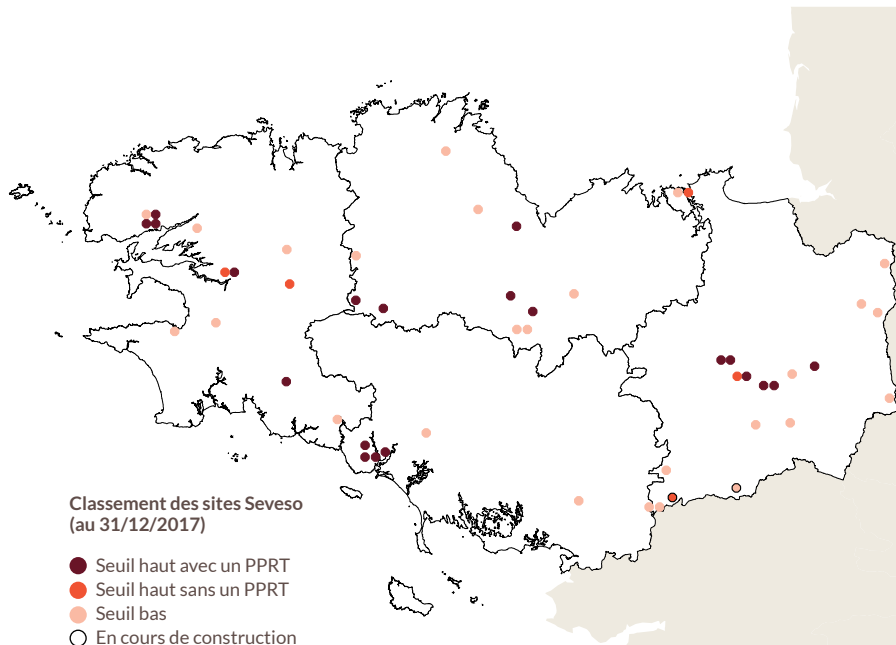 Classement des sites Seveso
(au 31/12/2017)
Seuil haut avec un PPRT
Seuil haut sans un PPRT
Seuil bas
En cours de construction